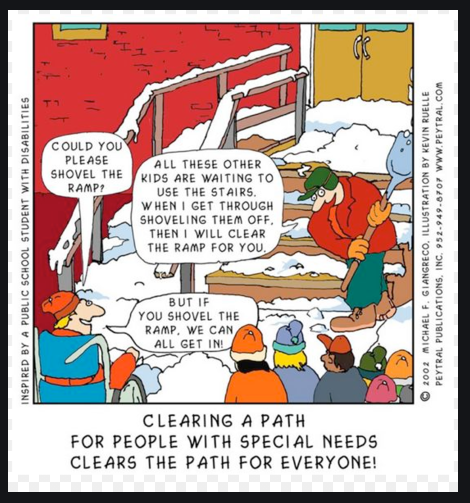 COULD YOU
PLEASE
SHOVEL THE
RAMP?
ALL THESE OTHER
KIDS ARE WAITING TO
USE THE STAIRS.
WHEN I GET THROUGH
SHOVELING THEM OFF,
THEN I WILL CLEAR
THE RAMP FOR YOU.
BUT IF
YOU SHOVEL THE
RAMP, WE CAN
ALL GET IN!
INSPIRED BY A PUBLIC SCHOOL STUDENT WITH DISABILITIES
© 2002 MICHAEL F. GIANGRECO, ILLUSTRATION BY KEVIN RUELLE
PEYTRAL PUBLICATIONS, INC. 952-949-8707 WWW.PEYTRAL.COM
CLEARING A PATH
FOR PEOPLE WITH SPECIAL NEEDS
CLEARS THE PATH FOR EVERYONE!